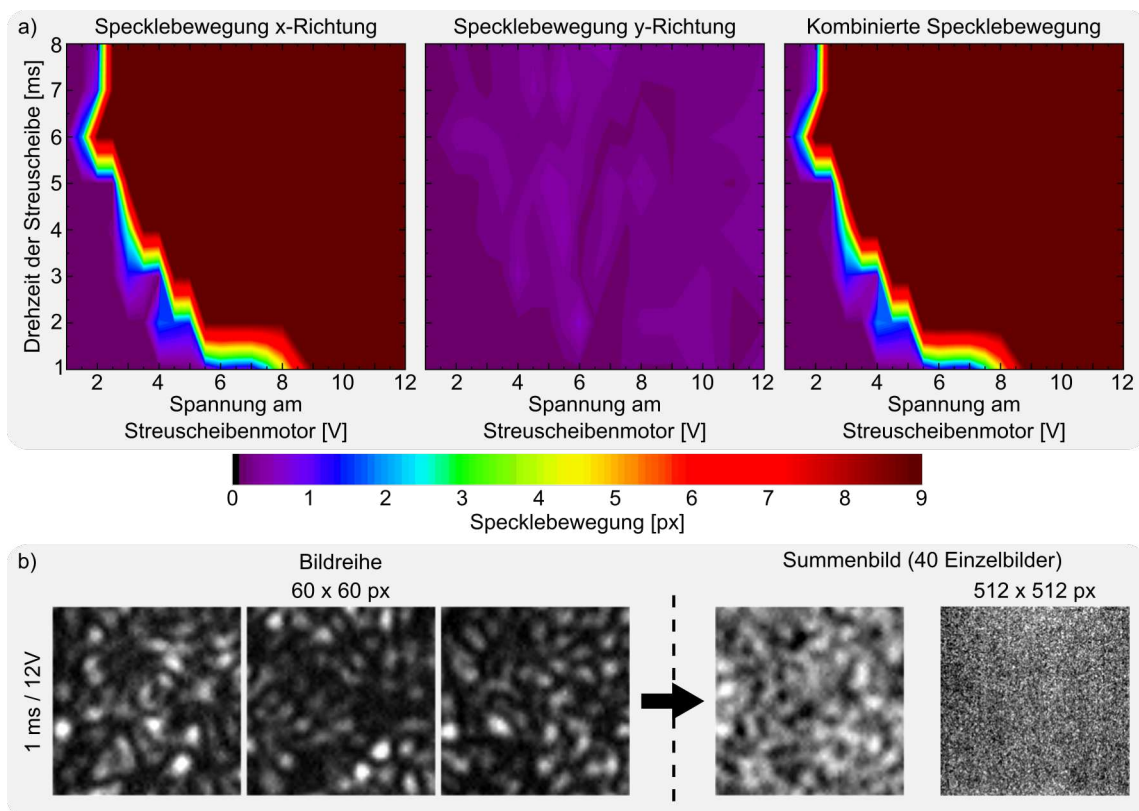 a)
Specklebewegung x-Richtung
Specklebewegung y-Richtung
Kombinierte Specklebewegung
Drehzeit der Streuscheibe [ms]
8
7
6
5
4
3
2
1
2 4 6 8 10 12
2 4 6 8 10 12
2 4 6 8 10 12
Spannung am
Streuscheibenmotor [V]
Spannung am
Streuscheibenmotor [V]
Spannung am
Streuscheibenmotor [V]
0 1 2 3 4 5 6 7 8 9
Specklebewegung [px]
b)
Bildreihe
60 x 60 px
Summenbild (40 Einzelbilder)
512 x 512 px
1 ms / 12V